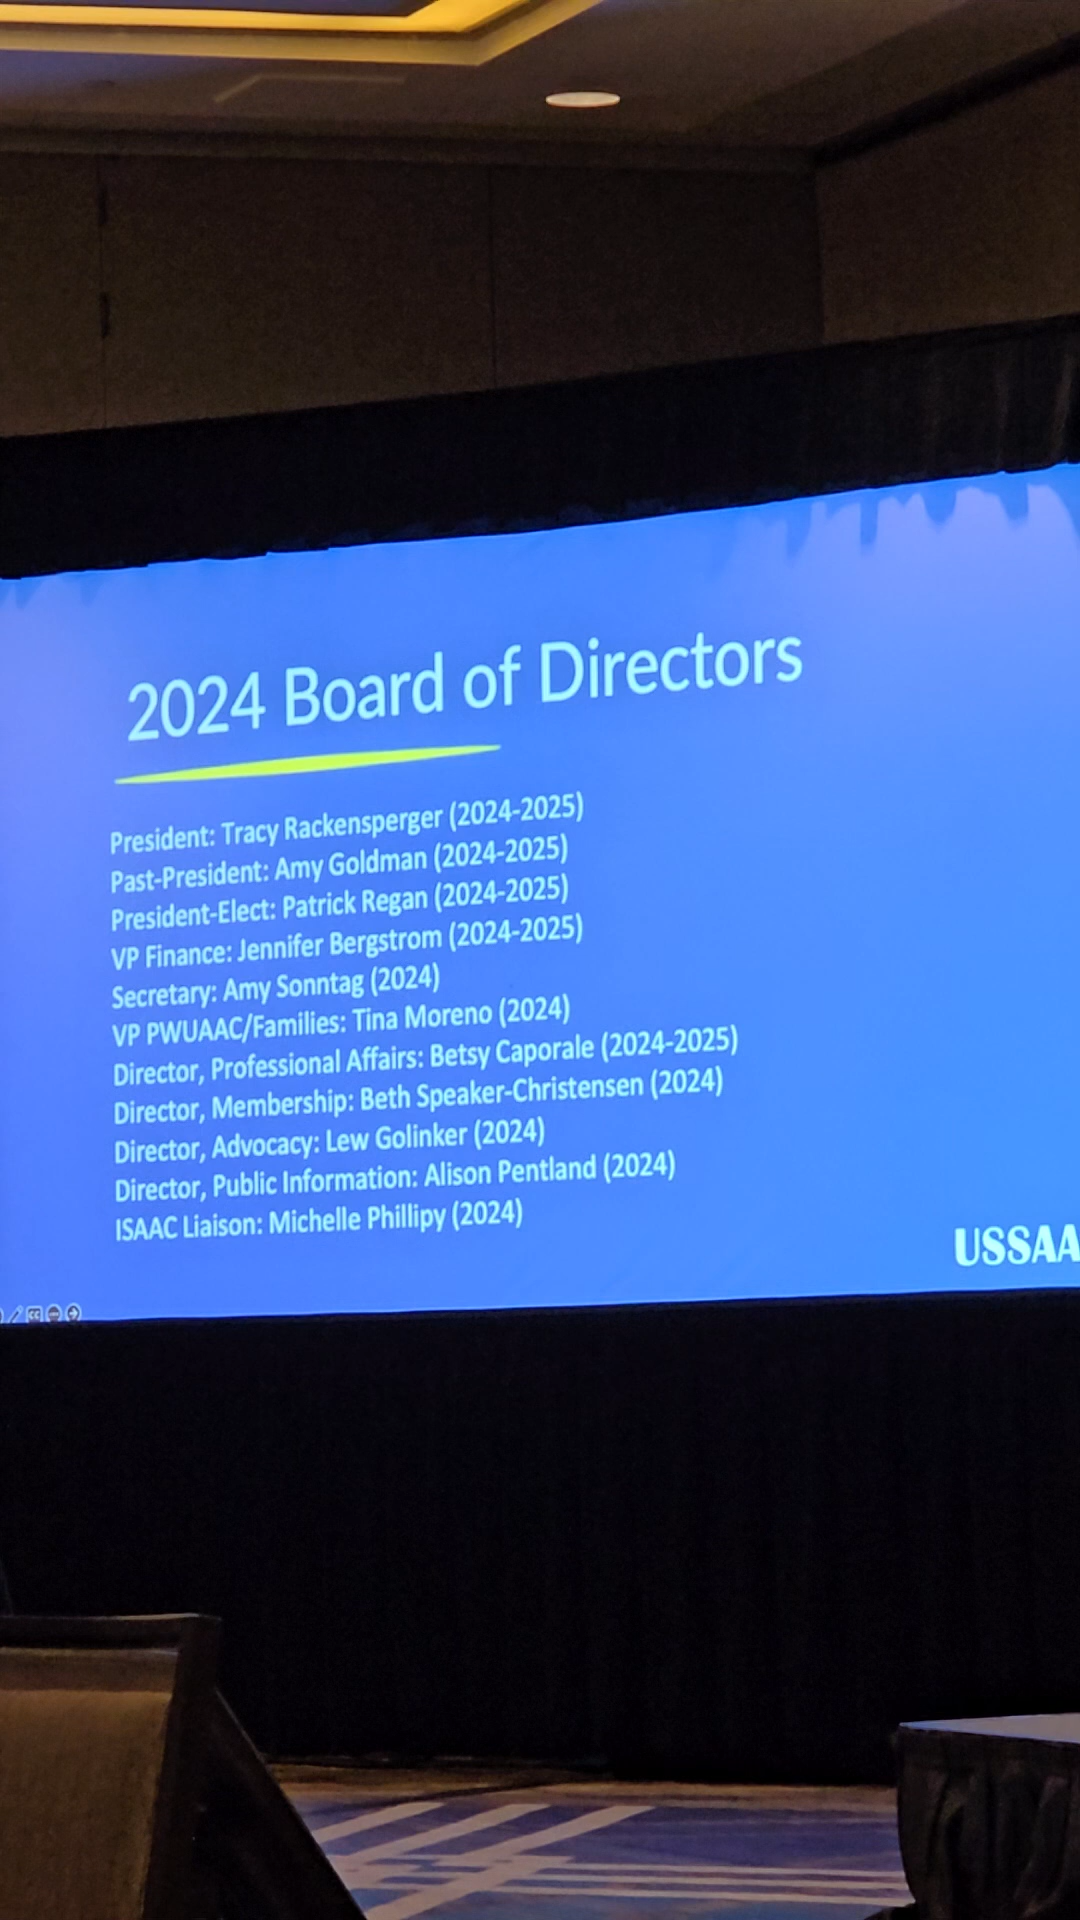 2024 Board of Directors
President: Tracy Rackensperger (2024-2025)
Past-President: Amy Goldman (2024-2025)
President-Elect: Patrick Regan (2024-2025)
VP Finance: Jennifer Bergstrom (2024-2025)
Secretary: Amy Sonntag (2024)
VP PWUAAC/Families: Tina Moreno (2024)
Director, Professional Affairs: Betsy Caporale (2024-2025)
Director, Membership: Beth Speaker-Christensen (2024)
Director, Advocacy: Lew Golinker (2024)
Director, Public Information: Alison Pentland (2024)
ISAAC Liaison: Michelle Phillipy (2024)
USSAA